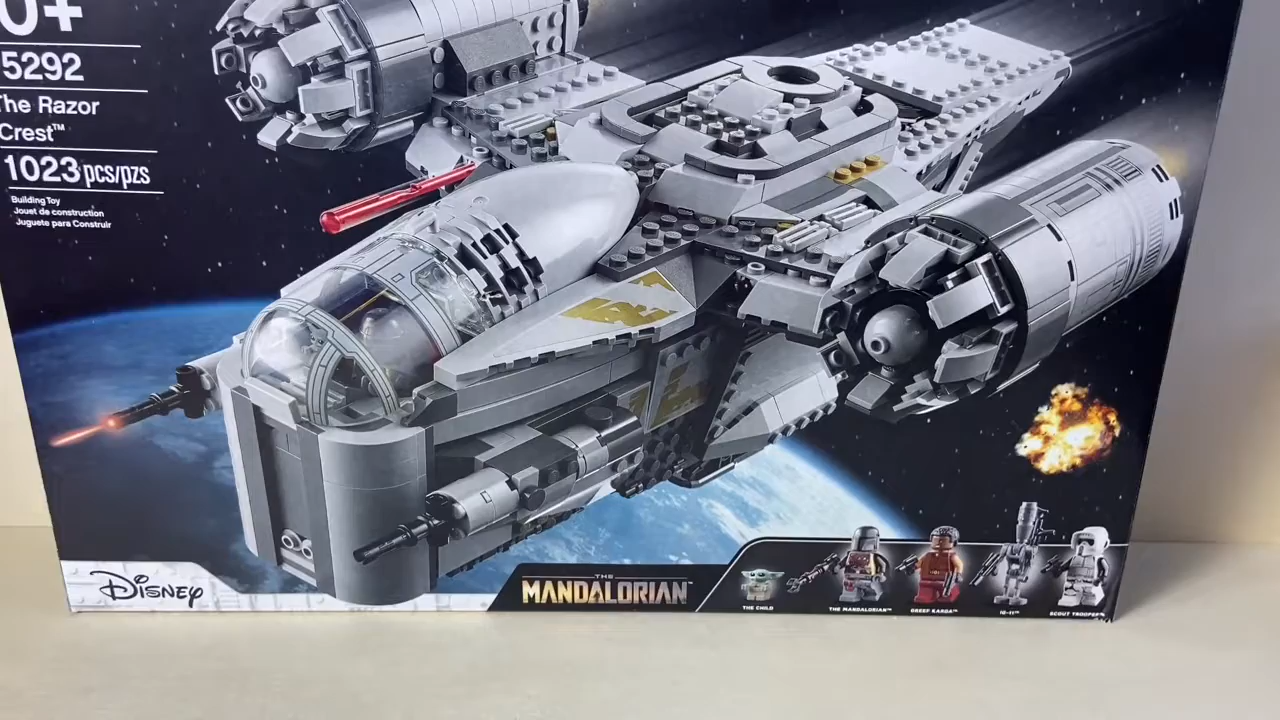 0+
5292
The Razor
Crest™
1023 pcs/pzs
Building Toy
Jouet de construction
Juguete para Construir
Disney
THE
MANDALORIAN™
THE CHILD
THE MANDALORIAN™
GREEF KARGA™
IG-11™
SCOUT TROOPER™